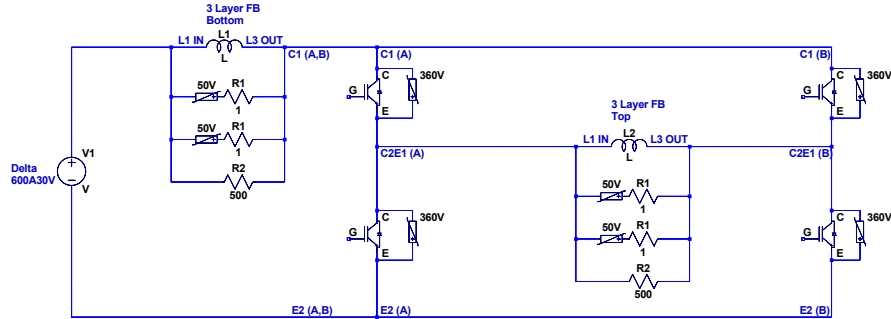 3 Layer FB
Bottom
L1 IN
L1
L3 OUT
L
C1 (A,B)
C1 (A)
C1 (B)
50V
R1
1
50V
R1
1
R2
500
V1
Delta
600A30V
V
C
360V
G
E
C
360V
G
E
3 Layer FB
Top
C2E1 (A)
L1 IN
L2
L3 OUT
L
C2E1 (B)
50V
R1
1
50V
R1
1
R2
500
C
360V
G
E
C
360V
G
E
E2 (A,B)
E2 (A)
E2 (B)